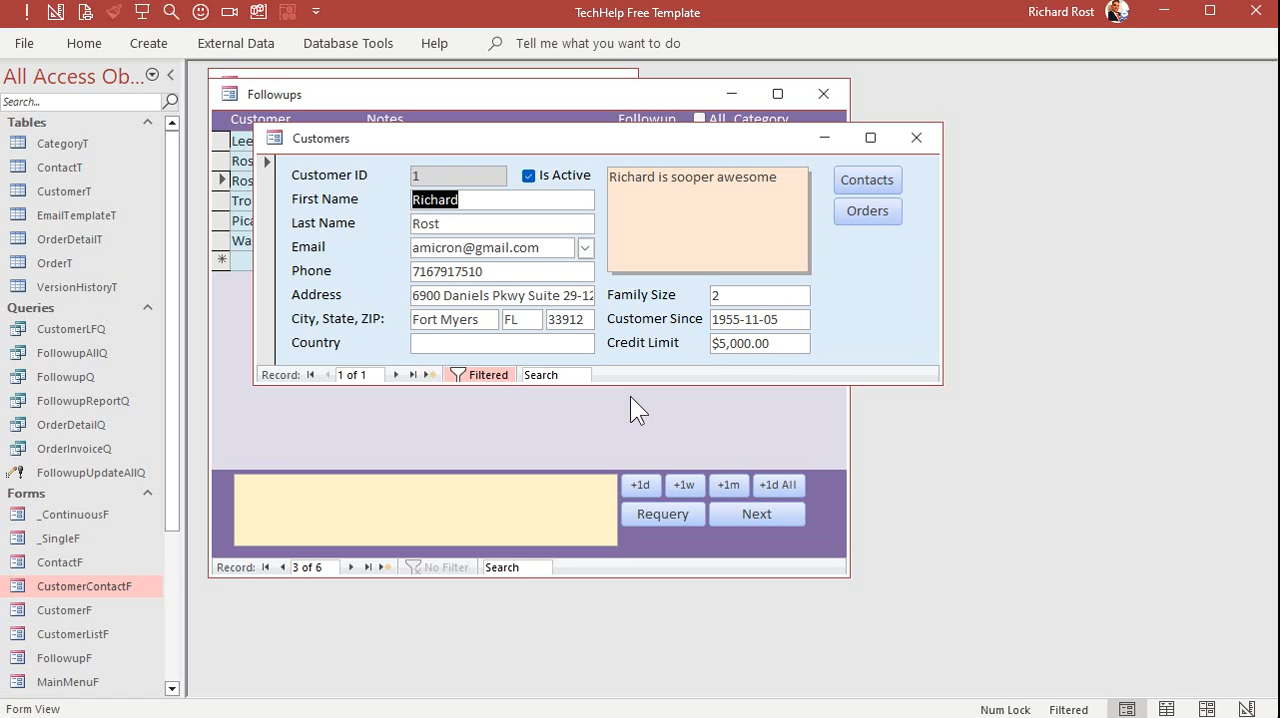 TechHelp Free Template
Richard Rost
File Home Create External Data Database Tools Help Tell me what you want to do
All Access Ob...
Search...
Tables
CategoryT
ContactT
CustomerT
EmailTemplateT
OrderDetailT
OrderT
VersionHistoryT
Queries
CustomerLFQ
FollowupAllQ
FollowupQ
FollowupReportQ
OrderDetailQ
OrderInvoiceQ
FollowupUpdateAllQ
Forms
_ContinuousF
_SingleF
ContactF
CustomerContactF
CustomerF
CustomerListF
FollowupF
MainMenuF
Followups
Customer Notes Followup All Category
Lee
Ros
Ros
Tro
Pica
Wa
Customers
Customer ID 1 Is Active
First Name Richard
Last Name Rost
Email amicron@gmail.com
Phone 7167917510
Address 6900 Daniels Pkwy Suite 29-12
City, State, ZIP: Fort Myers FL 33912
Country
Richard is sooper awesome
Family Size 2
Customer Since 1955-11-05
Credit Limit $5,000.00
Contacts
Orders
Record: 1 of 1 Filtered Search
+1d +1w +1m +1d All
Requery Next
Record: 3 of 6 No Filter Search
Form View
Num Lock Filtered